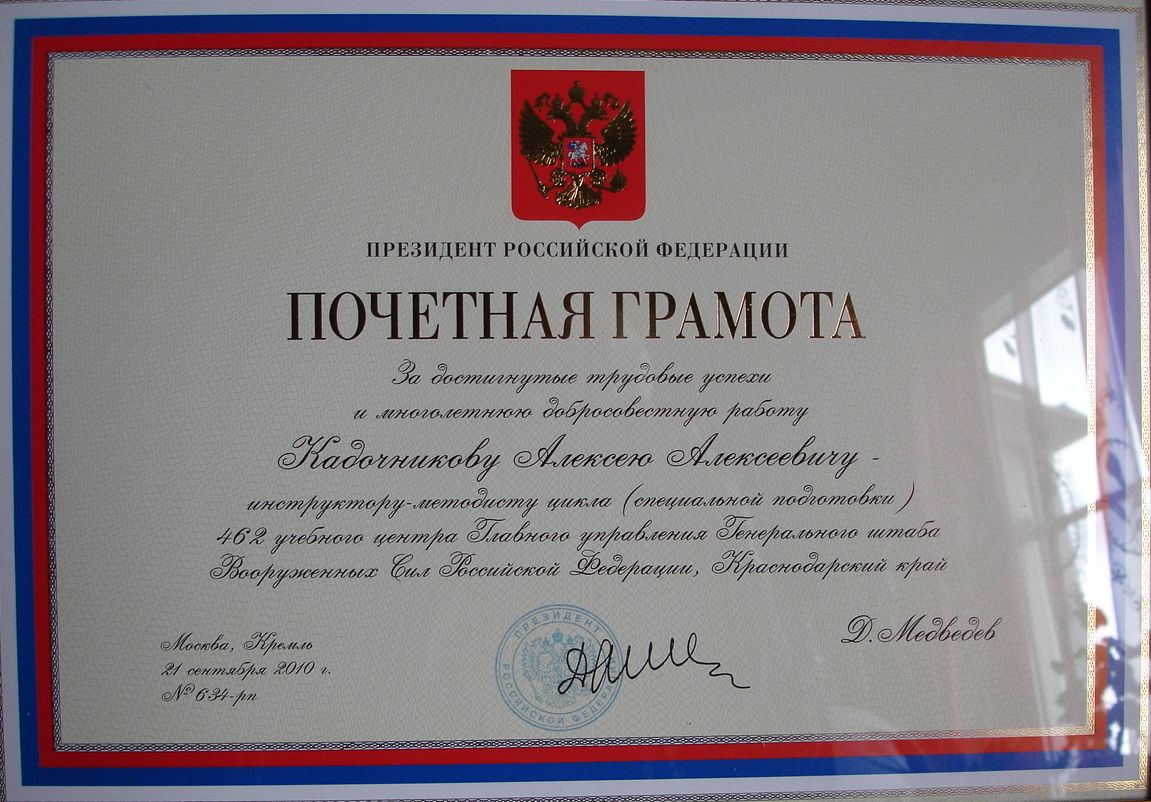 ПРЕЗИДЕНТ РОССИЙСКОЙ ФЕДЕРАЦИИ
ПОЧЕТНАЯ ГРАМОТА
За достигнутые трудовые успехи
и многолетнюю добросовестную работу
Кадочникову Алексею Алексеевичу -
инструктору-методисту цикла (специальной подготовки )
462 учебного центра Главного управления Генерального штаба
Вооруженных Сил Российской Федерации, Краснодарский край
Москва, Кремль
21 сентября 2010 г.
№ 634-рп
ПРЕЗИДЕНТ
РОССИЙСКОЙ ФЕДЕРА
Д. Медведев